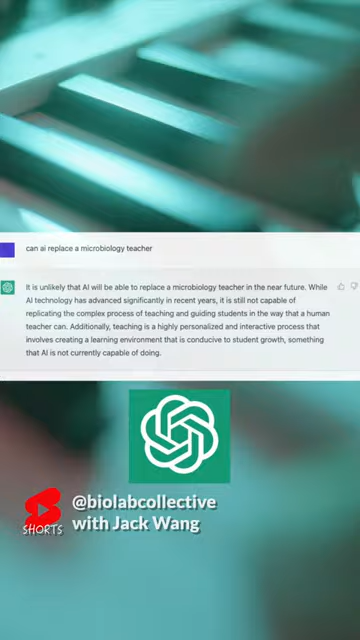 can ai replace a microbiology teacher
It is unlikely that AI will be able to replace a microbiology teacher in the near future. While
AI technology has advanced significantly in recent years, it is still not capable of
replicating the complex process of teaching and guiding students in the way that a human
teacher can. Additionally, teaching is a highly personalized and interactive process that
involves creating a learning environment that is conducive to student growth, something
that AI is not currently capable of doing.
@biolabcollective
with Jack Wang
SHORTS